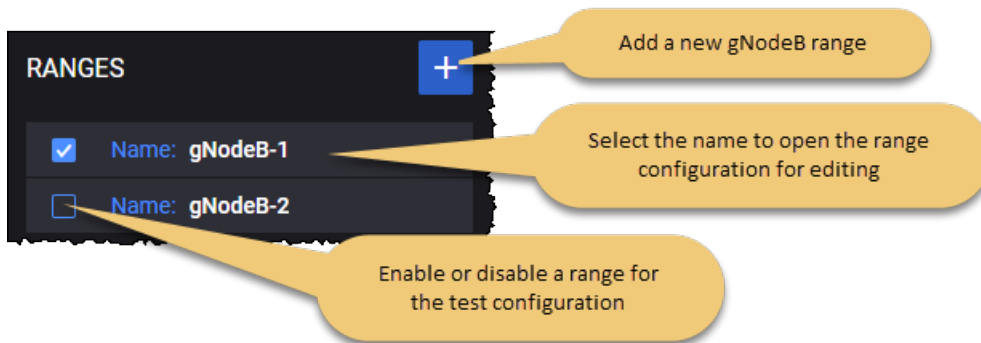 RANGES
+
Add a new gNodeB range
Name: gNodeB-1
Select the name to open the range
configuration for editing
Name: gNodeB-2
Enable or disable a range for
the test configuration